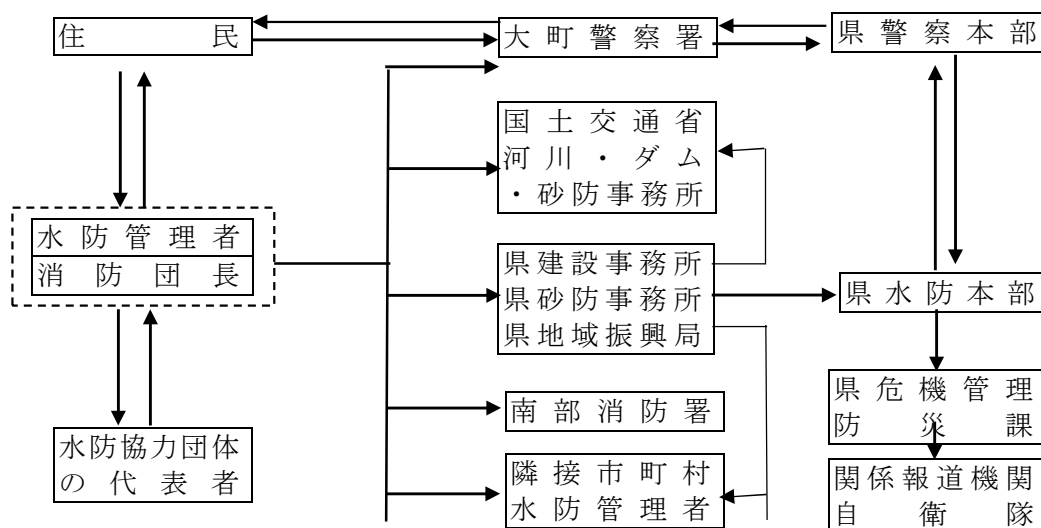 住民
大町警察署
県警察本部
国土交通省
河川・ダム
・砂防事務所
水防管理者
消防団長
県建設事務所
県砂防事務所
県地域振興局
県水防本部
南部消防署
県危機管理
防災課
水防協力団体
の代表者
隣接市町村
水防管理者
関係報道機関
自衛隊